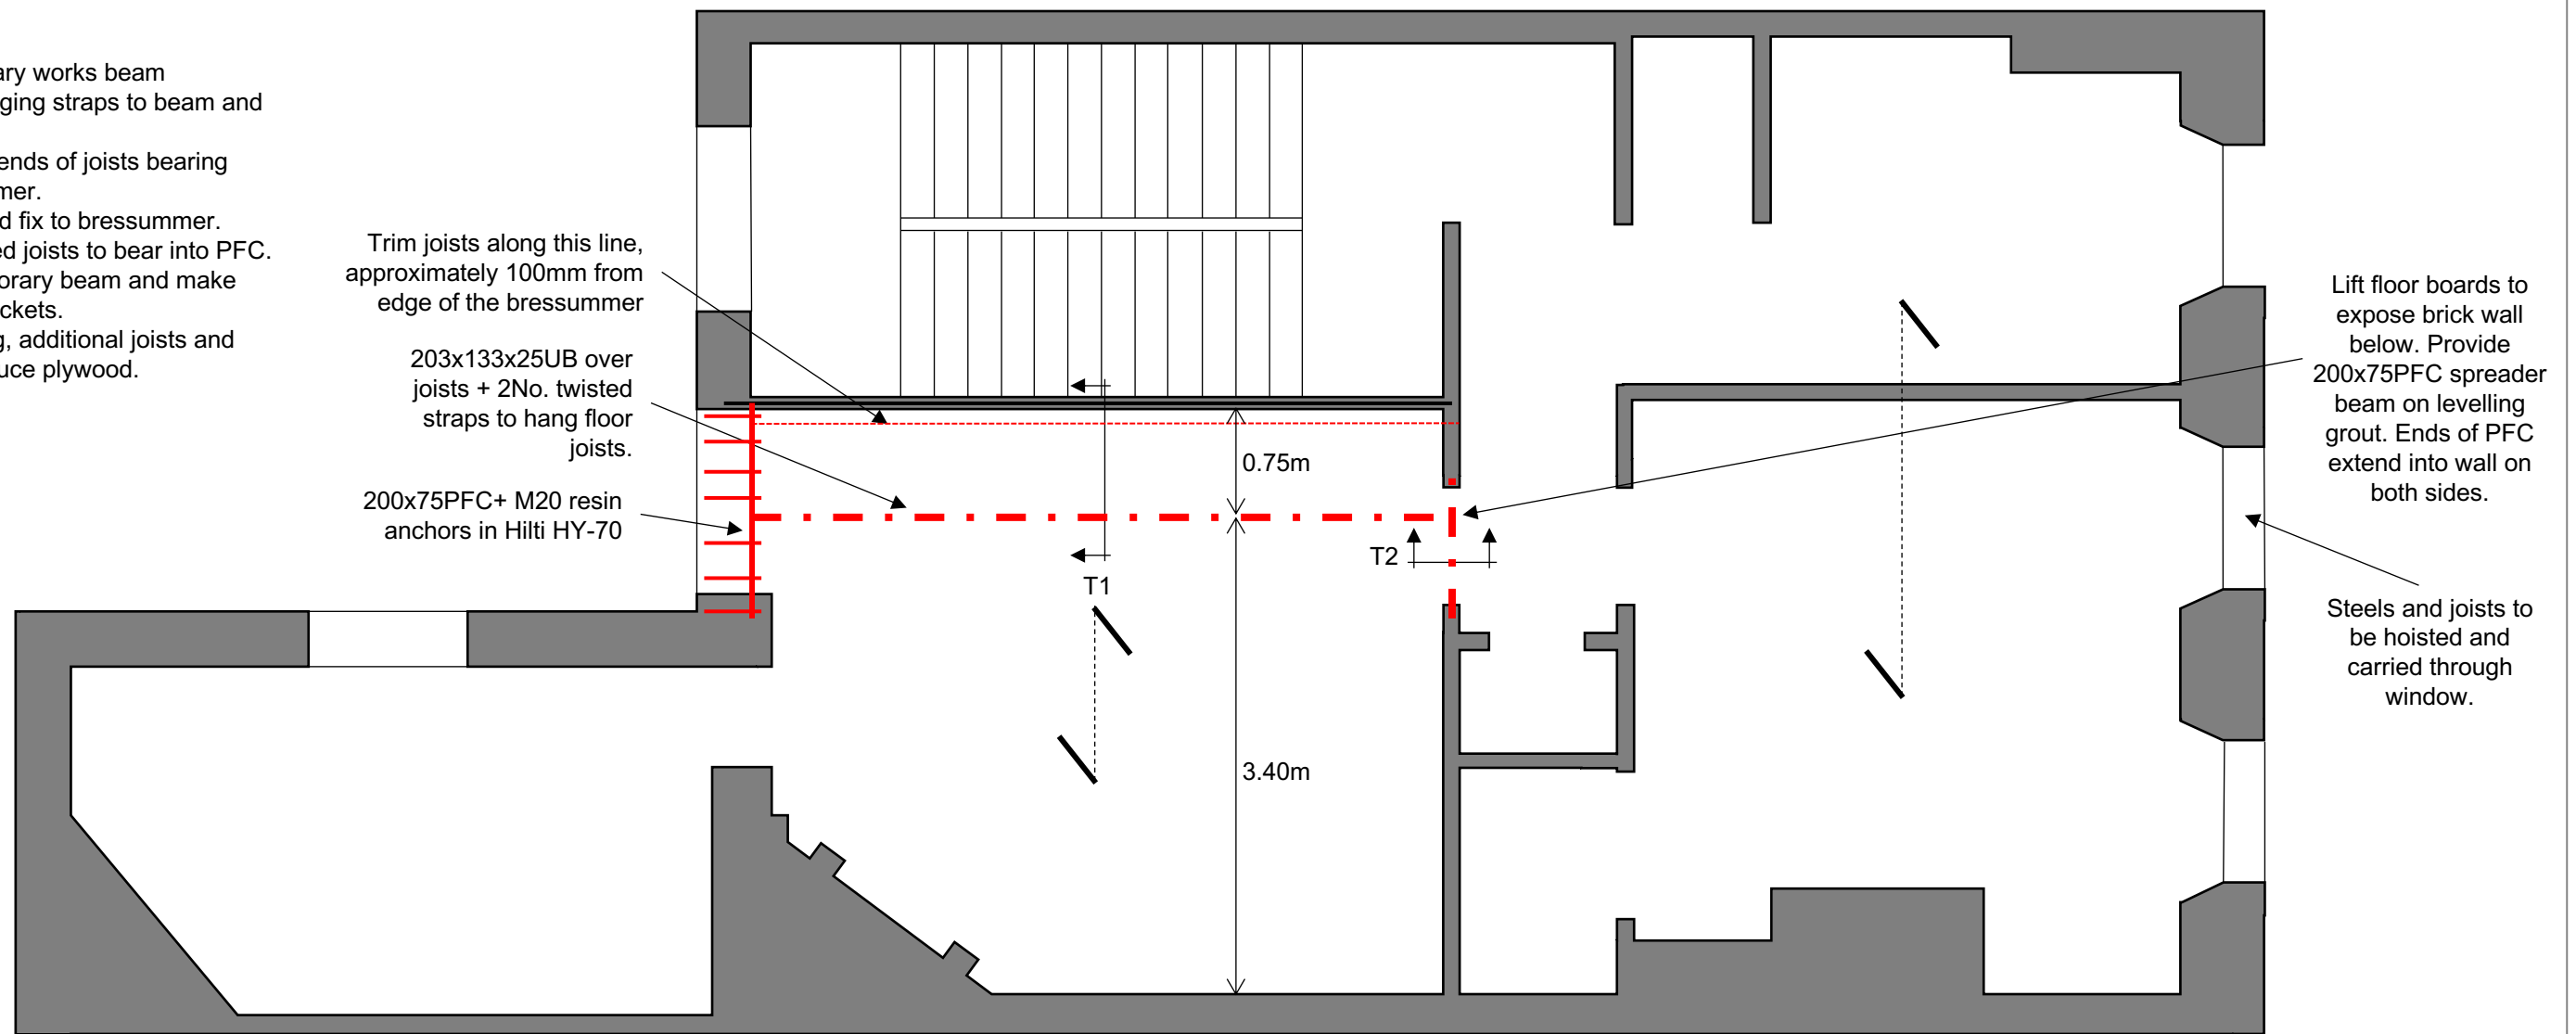 ary works beam
ging straps to beam and
ends of joists bearing
mer.
d fix to bressummer.
ed joists to bear into PFC.
orary beam and make
ckets.
g, additional joists and
uce plywood.
Trim joists along this line,
approximately 100mm from
edge of the bressummer
203x133x25UB over
joists + 2No. twisted
straps to hang floor
joists.
200x75PFC+ M20 resin
anchors in Hilti HY-70
0.75m
T1
T2
3.40m
Lift floor boards to
expose brick wall
below. Provide
200x75PFC spreader
beam on levelling
grout. Ends of PFC
extend into wall on
both sides.
Steels and joists to
be hoisted and
carried through
window.